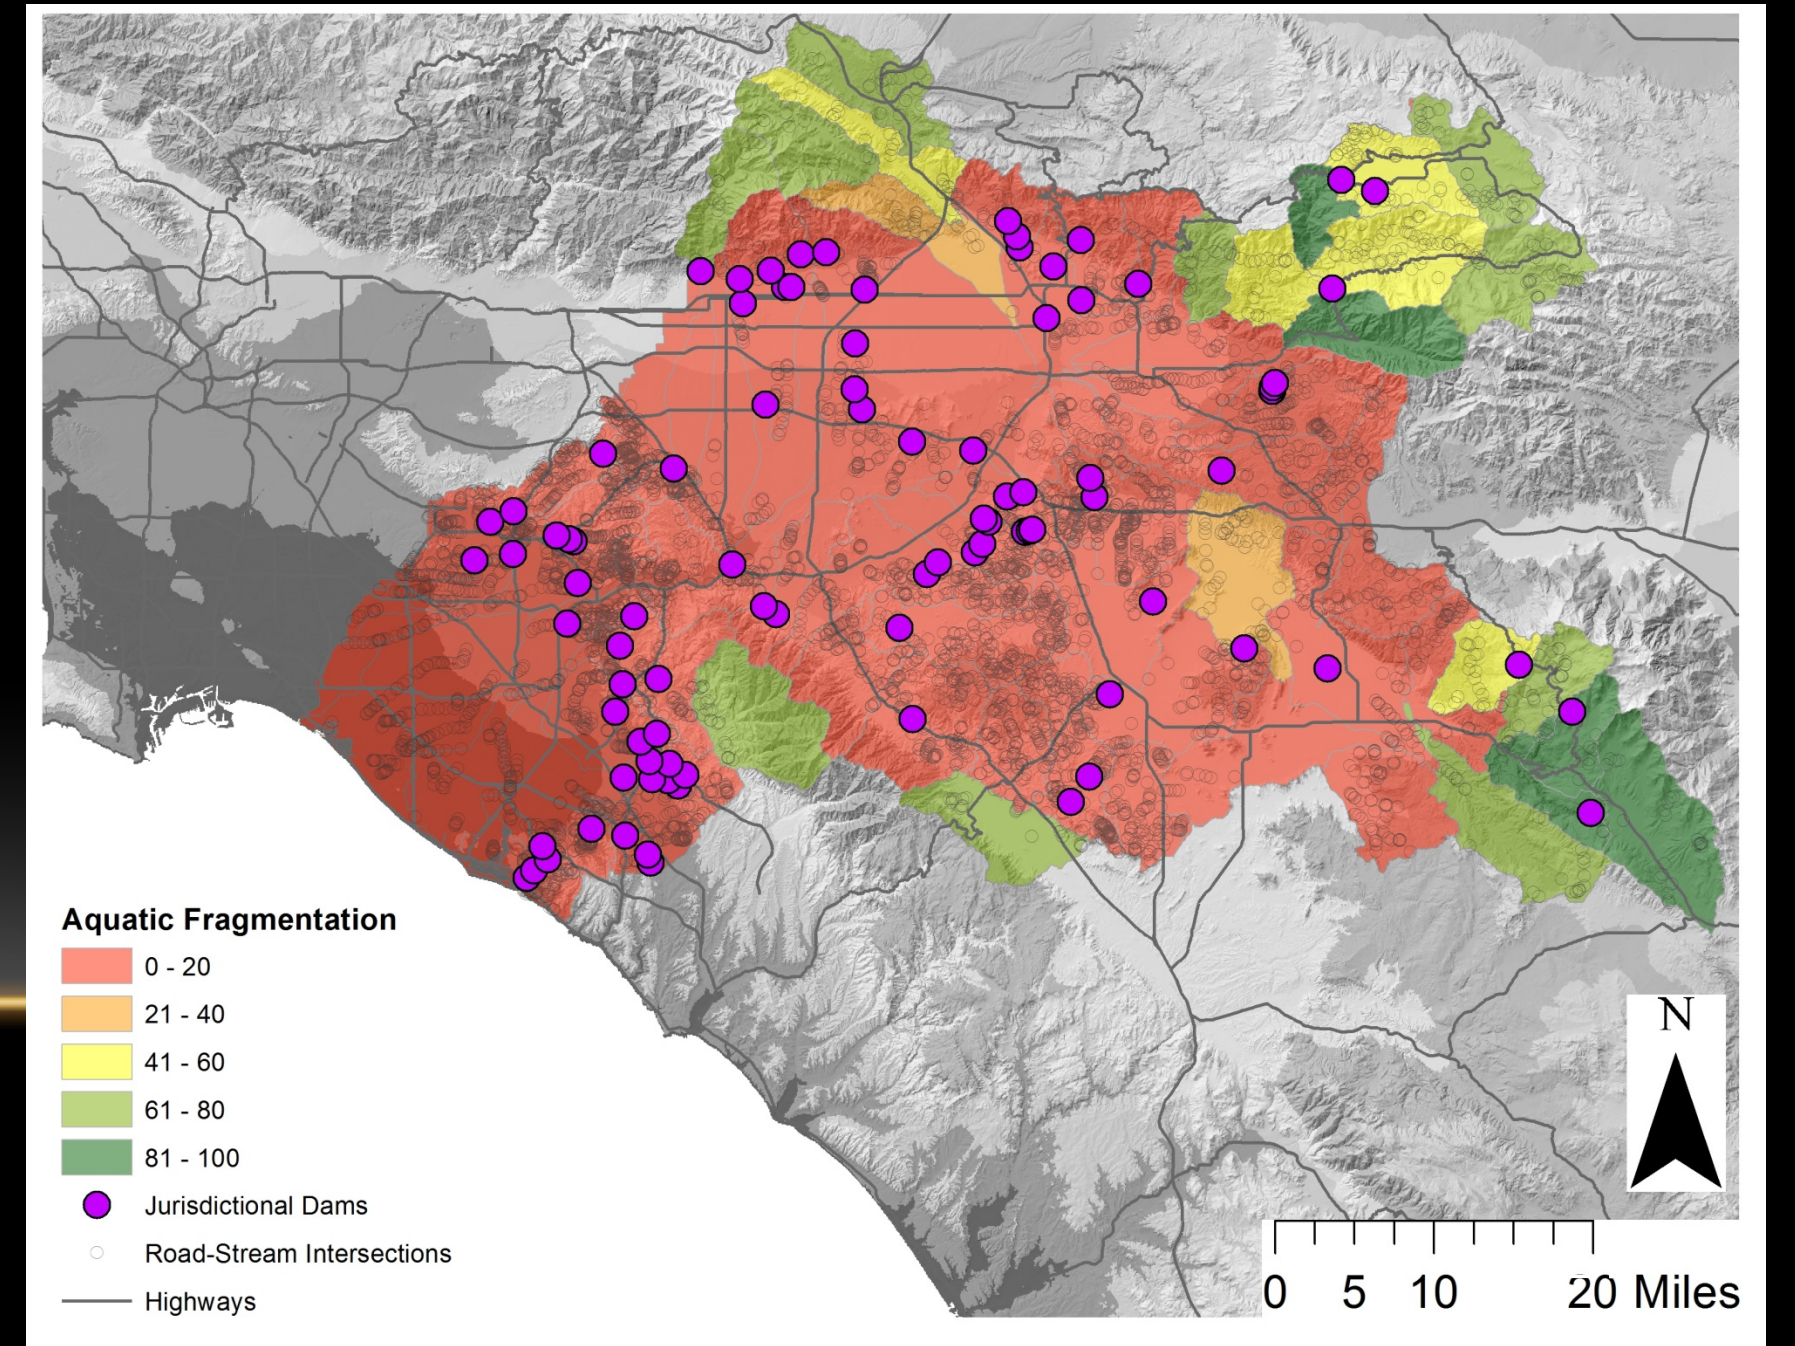 Aquatic Fragmentation
0 - 20
21 - 40
41 - 60
61 - 80
81 - 100
Jurisdictional Dams
Road-Stream Intersections
Highways
N
0 5 10 20 Miles